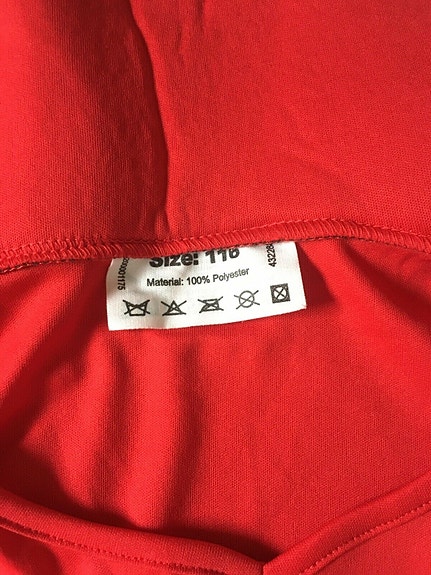 Size: 116
Material: 100% Polyester